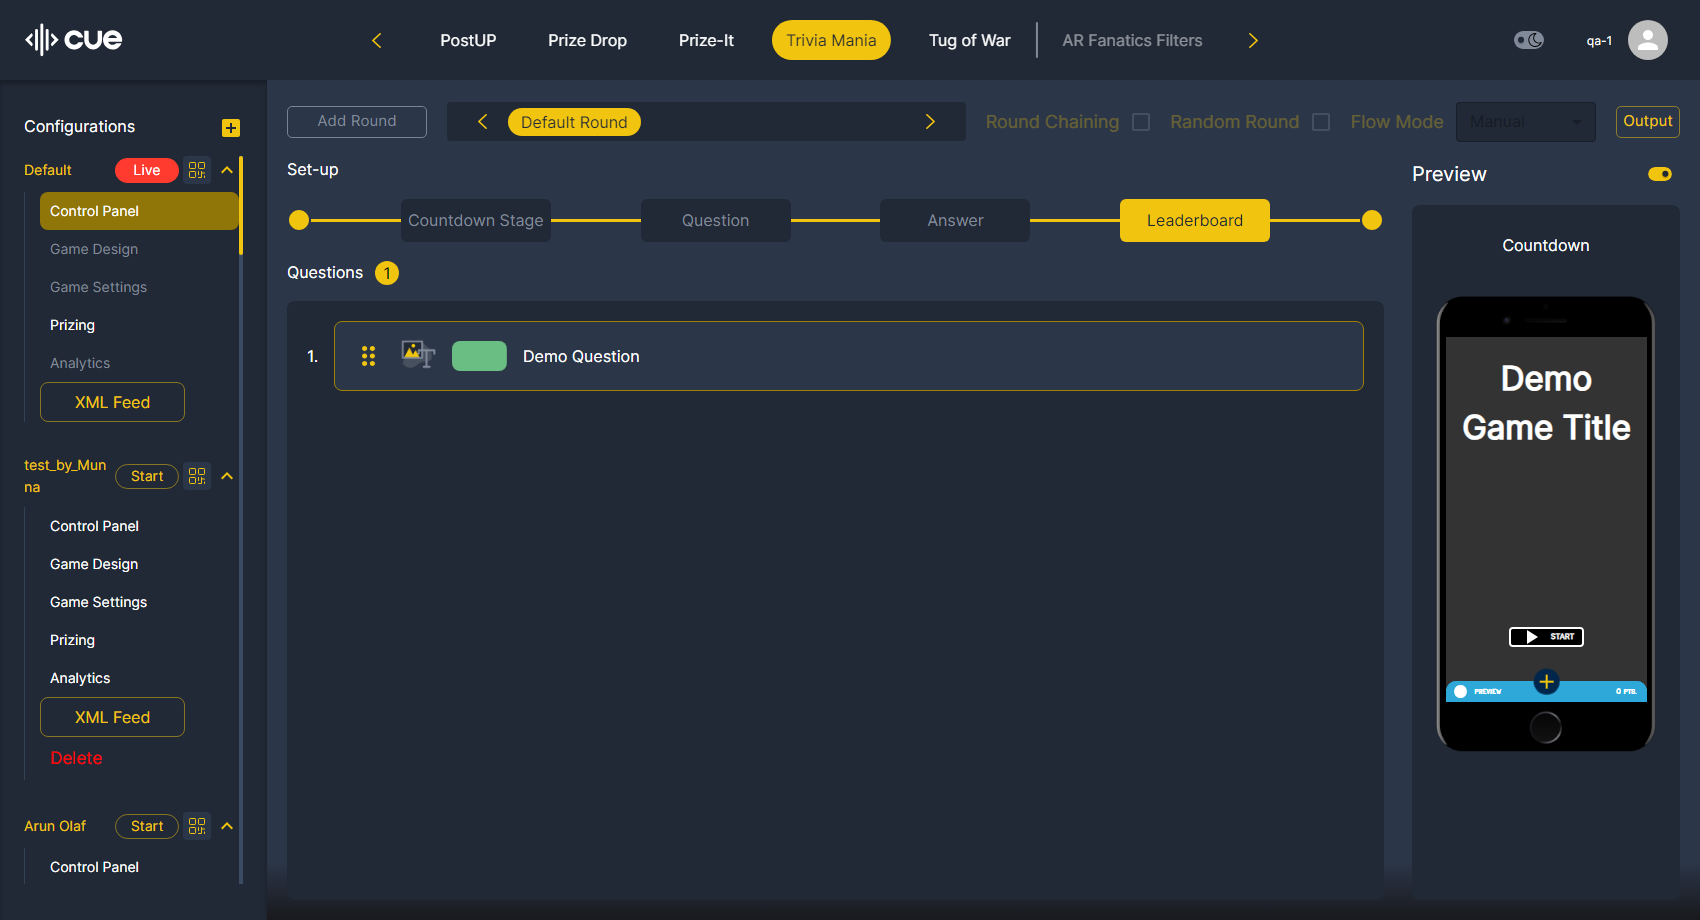 cue
PostUP
Prize Drop
Prize-It
Trivia Mania
Tug of War
AR Fanatics Filters
qa-1
Configurations
Default
Live
Control Panel
Game Design
Game Settings
Prizing
Analytics
XML Feed
test_by_Mun
na
Start
Control Panel
Game Design
Game Settings
Prizing
Analytics
XML Feed
Delete
Arun Olaf
Start
Control Panel
Add Round
Default Round
Round Chaining
Random Round
Flow Mode
Manual
Output
Set-up
Countdown Stage
Question
Answer
Leaderboard
Questions 1
1.
Demo Question
Preview
Countdown
Demo
Game Title
START
PREVIEW
0 PTS.